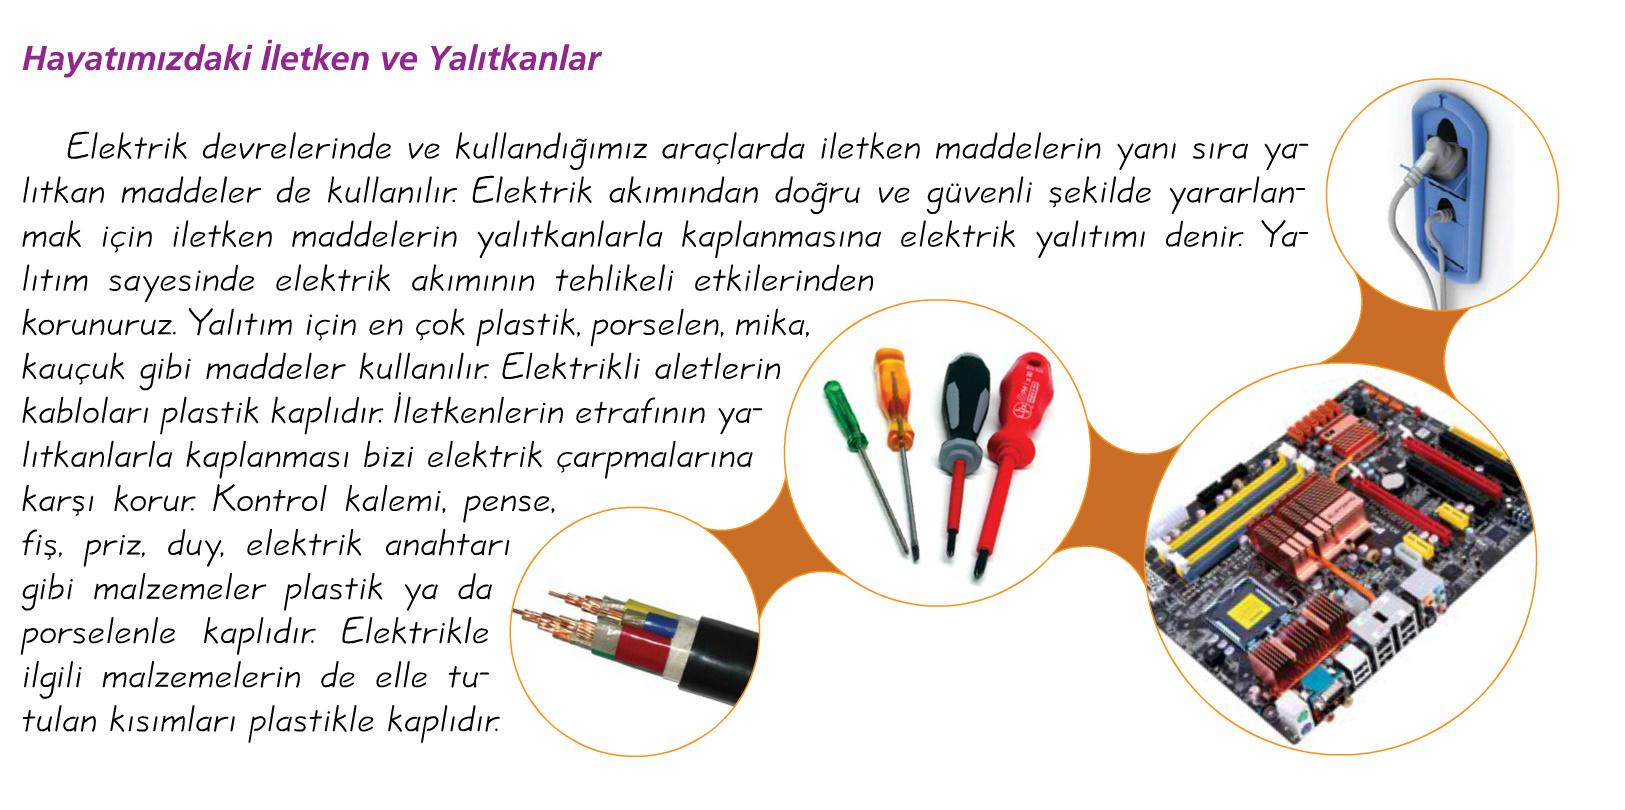 Hayatımızdaki İletken ve Yalıtkanlar
Elektrik devrelerinde ve kullandığımız araçlarda iletken maddelerin yanı sıra ya-
lıtkan maddeler de kullanılır. Elektrik akımından doğru ve güvenli şekilde yararlan-
mak için iletken maddelerin yalıtkanlarla kaplanmasına elektrik yalıtımı denir. Ya-
lıtım sayesinde elektrik akımının tehlikeli etkilerinden
korunuruz. Yalıtım için en çok plastik, porselen, mika,
kauçuk gibi maddeler kullanılır. Elektrikli aletlerin
kabloları plastik kaplıdır. İletkenlerin etrafının ya-
lıtkanlarla kaplanması bizi elektrik çarpmalarına
karşı korur. Kontrol kalemi, pense,
fiş, priz, duy, elektrik anahtarı
gibi malzemeler plastik ya da
porselenle kaplıdır. Elektrikle
ilgili malzemelerin de elle tu-
tulan kısımları plastikle kaplıdır.